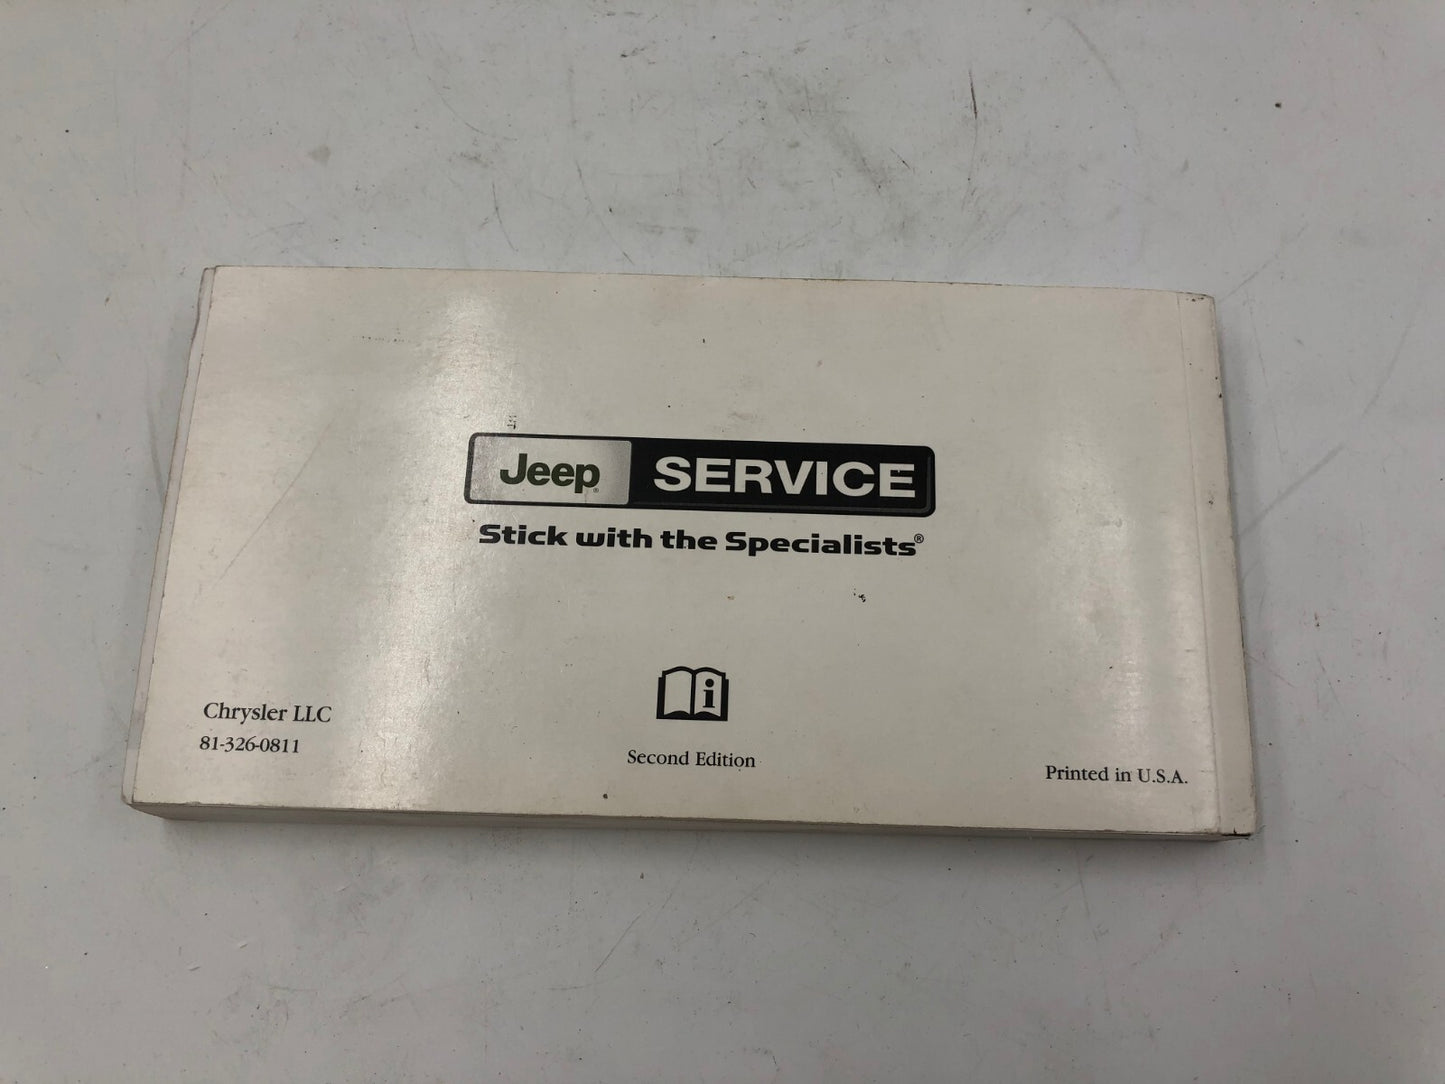 Jeep® SERVICE
Stick with the Specialists®
i
Chrysler LLC
81-326-0811
Second Edition
Printed in U.S.A.